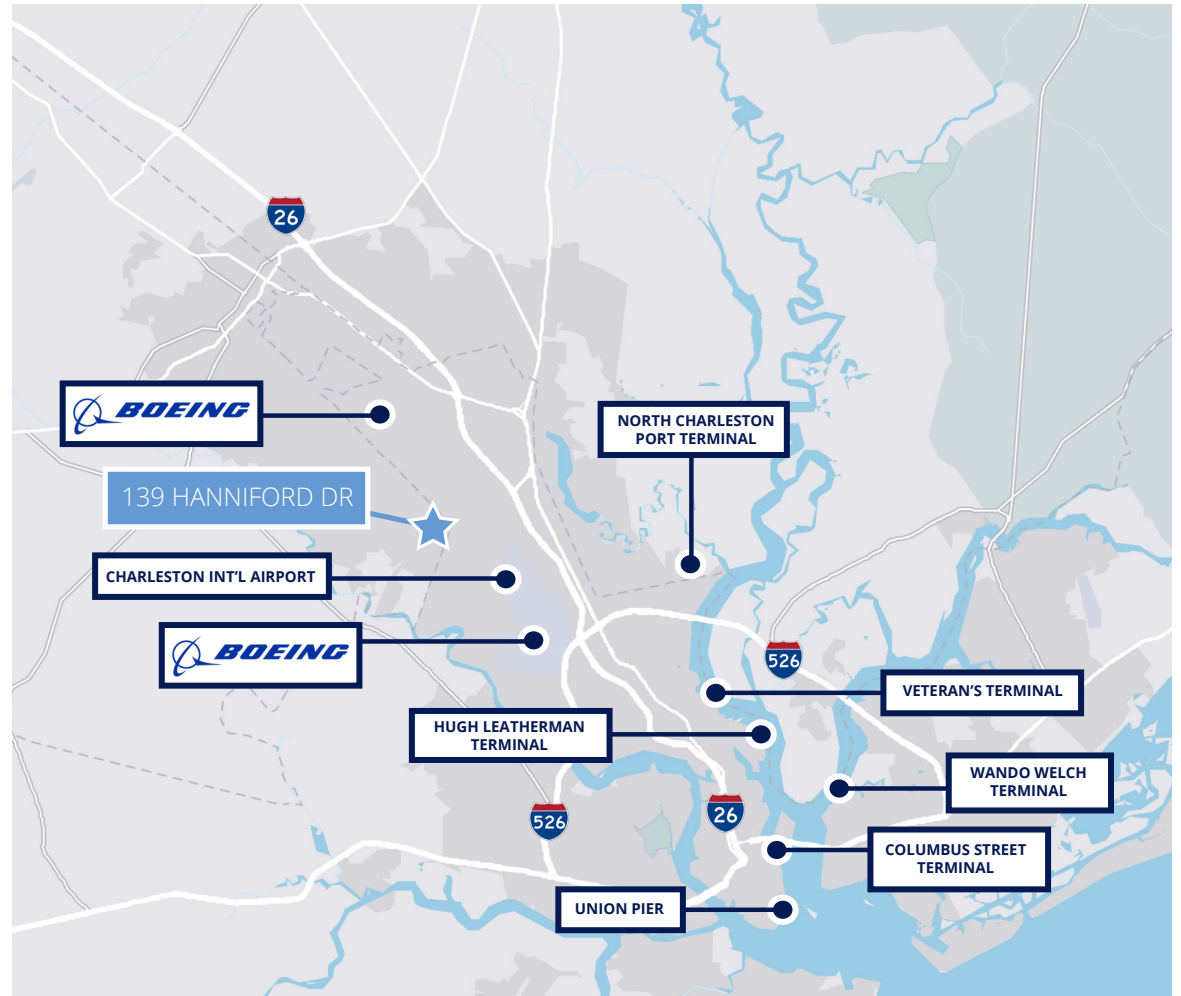 26
BOEING
NORTH CHARLESTON
PORT TERMINAL
139 HANNIFORD DR
CHARLESTON INT'L AIRPORT
BOEING
526
VETERAN'S TERMINAL
HUGH LEATHERMAN
TERMINAL
WANDO WELCH
TERMINAL
526
26
COLUMBUS STREET
TERMINAL
UNION PIER